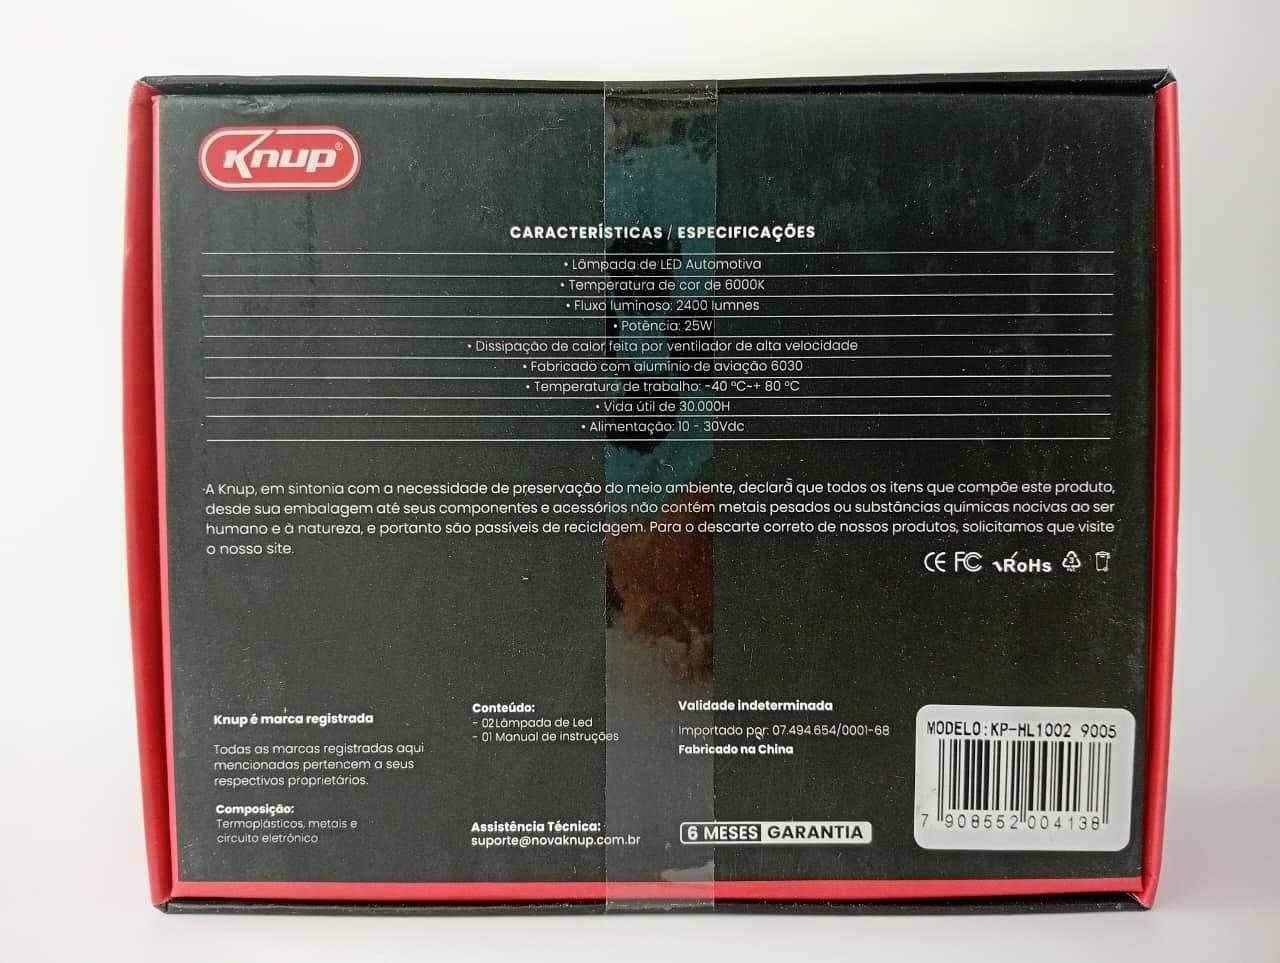 Knup®
CARACTERÍSTICAS / ESPECIFICAÇÕES
• Lâmpada de LED Automotiva
• Temperatura de cor de 6000K
• Fluxo luminoso: 2400 lumnes
• Potência: 25W
• Dissipação de calor feita por ventilador de alta velocidade
• Fabricado com alumínio de aviação 6030
• Temperatura de trabalho: -40 ºC~+ 80 ºC
• Vida útil de 30.000H
• Alimentação: 10 - 30Vdc
A Knup, em sintonia com a necessidade de preservação do meio ambiente, declara que todos os itens que compõe este produto,
desde sua embalagem até seus componentes e acessórios não contém metais pesados ou substâncias químicas nocivas ao ser
humano e à natureza, e portanto são passíveis de reciclagem. Para o descarte correto de nossos produtos, solicitamos que visite
o nosso site.
CE FC RoHs
Knup é marca registrada
Todas as marcas registradas aqui
mencionadas pertencem a seus
respectivos proprietários.
Composição:
Termoplásticos, metais e
circuito eletrônico
Conteúdo:
- 02 Lâmpada de Led
- 01 Manual de instruções
Assistência Técnica:
suporte@novaknup.com.br
Validade indeterminada
Importado por: 07.494.654/0001-68
Fabricado na China
6 MESES GARANTIA
MODELO:KP-HL1002 9005
7 908552 004138